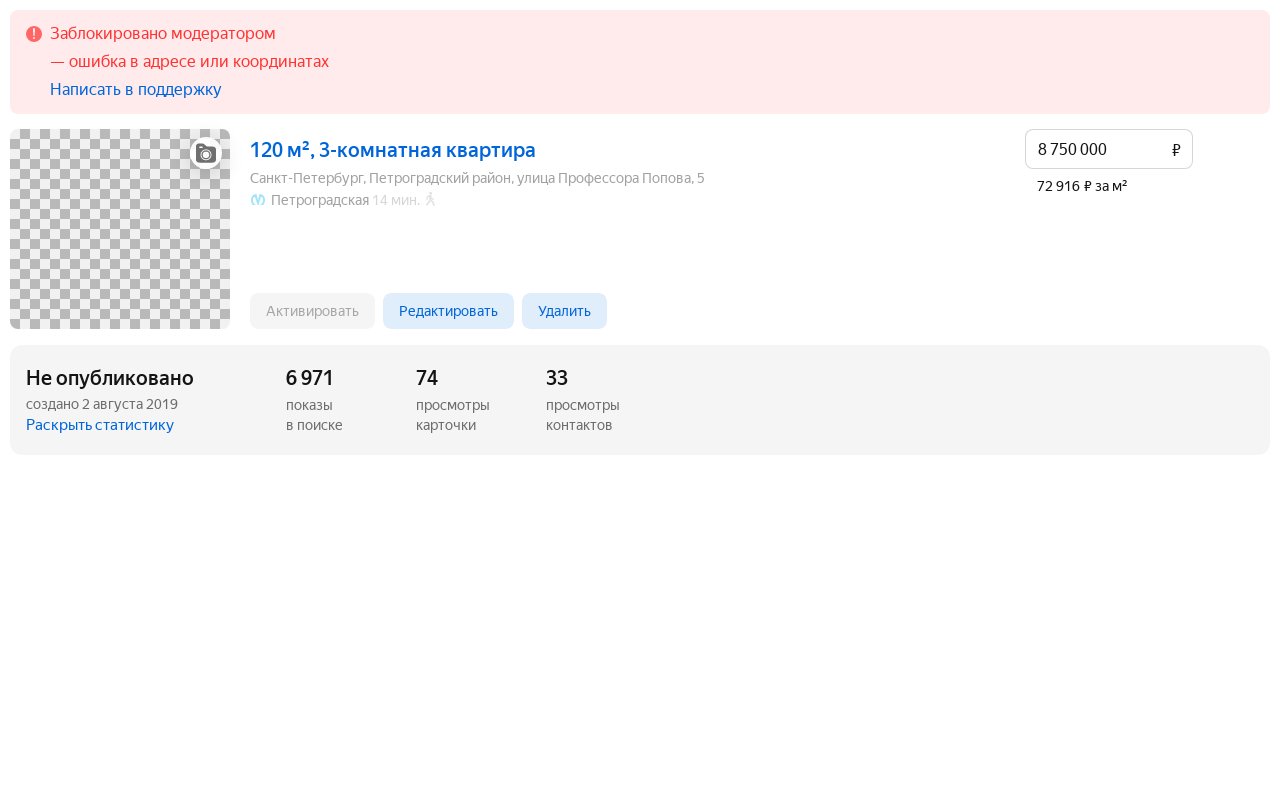 Заблокировано модератором
— ошибка в адресе или координатах
Написать в поддержку
120 м², 3-комнатная квартира
8 750 000 ₽
Санкт-Петербург, Петроградский район, улица Профессора Попова, 5
72 916 ₽ за м²
Петроградская 14 мин.
Активировать Редактировать Удалить
Не опубликовано
создано 2 августа 2019
Раскрыть статистику
6 971
показы
в поиске
74
просмотры
карточки
33
просмотры
контактов